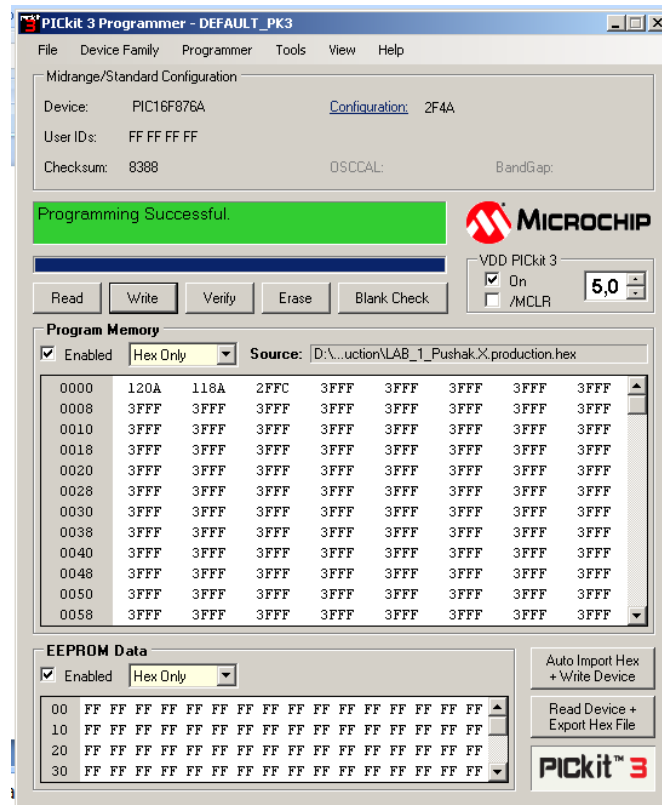 PICkit 3 Programmer - DEFAULT_PK3
File Device Family Programmer Tools View Help
Midrange/Standard Configuration
Device: PIC16F876A Configuration: 2F4A
User IDs: FF FF FF FF
Checksum: 8388 OSCCAL: BandGap:
Programming Successful.
MICROCHIP
VDD PICkit 3
On
/MCLR
5,0
Read Write Verify Erase Blank Check
Program Memory
Enabled Hex Only Source: D:\...uction\LAB_1_Pushak.X.production.hex
0000 120A 118A 2FFC 3FFF 3FFF 3FFF 3FFF 3FFF
0008 3FFF 3FFF 3FFF 3FFF 3FFF 3FFF 3FFF 3FFF
0010 3FFF 3FFF 3FFF 3FFF 3FFF 3FFF 3FFF 3FFF
0018 3FFF 3FFF 3FFF 3FFF 3FFF 3FFF 3FFF 3FFF
0020 3FFF 3FFF 3FFF 3FFF 3FFF 3FFF 3FFF 3FFF
0028 3FFF 3FFF 3FFF 3FFF 3FFF 3FFF 3FFF 3FFF
0030 3FFF 3FFF 3FFF 3FFF 3FFF 3FFF 3FFF 3FFF
0038 3FFF 3FFF 3FFF 3FFF 3FFF 3FFF 3FFF 3FFF
0040 3FFF 3FFF 3FFF 3FFF 3FFF 3FFF 3FFF 3FFF
0048 3FFF 3FFF 3FFF 3FFF 3FFF 3FFF 3FFF 3FFF
0050 3FFF 3FFF 3FFF 3FFF 3FFF 3FFF 3FFF 3FFF
0058 3FFF 3FFF 3FFF 3FFF 3FFF 3FFF 3FFF 3FFF
EEPROM Data
Enabled Hex Only
00 FF FF FF FF FF FF FF FF FF FF FF FF FF FF FF FF
10 FF FF FF FF FF FF FF FF FF FF FF FF FF FF FF FF
20 FF FF FF FF FF FF FF FF FF FF FF FF FF FF FF FF
30 FF FF FF FF FF FF FF FF FF FF FF FF FF FF FF FF
Auto Import Hex
+ Write Device
Read Device +
Export Hex File
PICkit™ 3